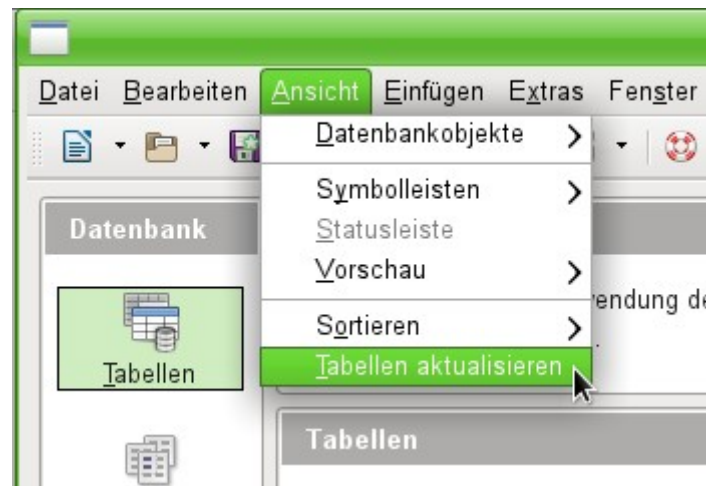 Datei Bearbeiten Ansicht Einfügen Extras Fenster
Datenbankobjekte
Symbolleisten
Datenbank
Statusleiste
Vorschau
Sortieren
Tabellen aktualisieren
Tabellen
Tabellen